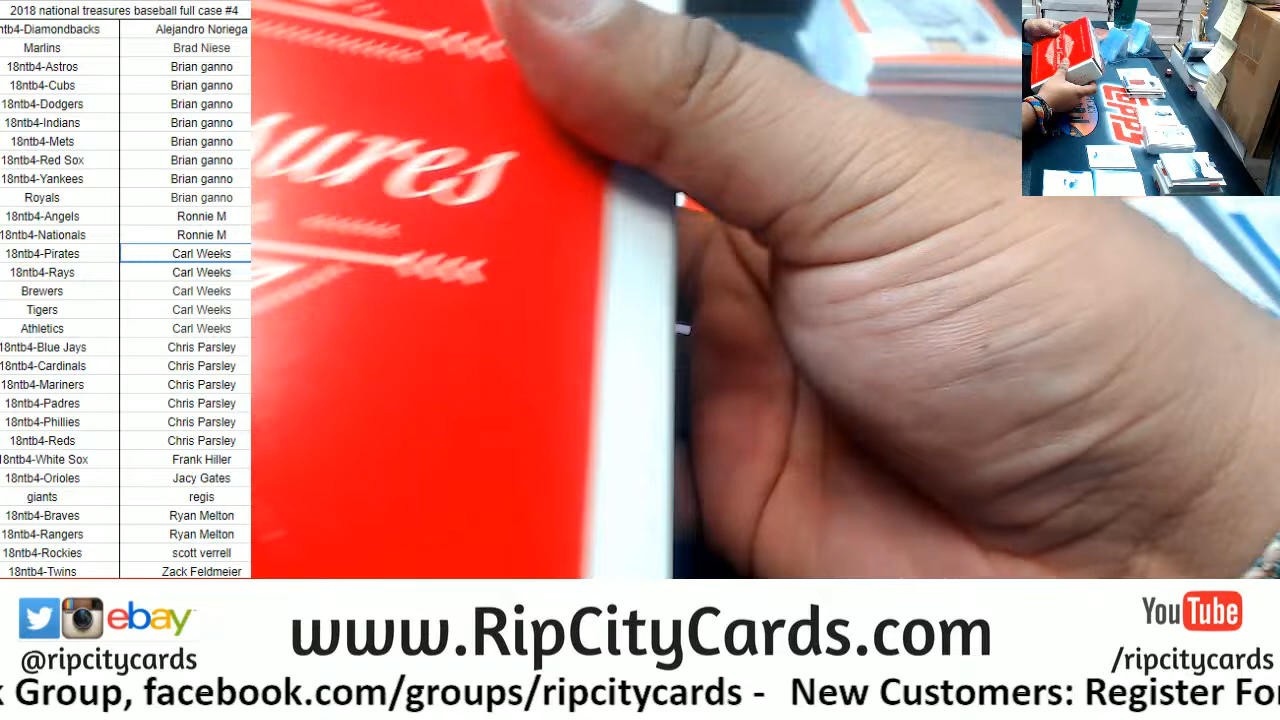 2018 national treasures baseball full case #4
ntb4-Diamondbacks Alejandro Noriega
Marlins Brad Niese
18ntb4-Astros Brian ganno
18ntb4-Cubs Brian ganno
18ntb4-Dodgers Brian ganno
18ntb4-Indians Brian ganno
18ntb4-Mets Brian ganno
18ntb4-Red Sox Brian ganno
18ntb4-Yankees Brian ganno
Royals Brian ganno
18ntb4-Angels Ronnie M
18ntb4-Nationals Ronnie M
18ntb4-Pirates Carl Weeks
18ntb4-Rays Carl Weeks
Brewers Carl Weeks
Tigers Carl Weeks
Athletics Carl Weeks
18ntb4-Blue Jays Chris Parsley
18ntb4-Cardinals Chris Parsley
18ntb4-Mariners Chris Parsley
18ntb4-Padres Chris Parsley
18ntb4-Phillies Chris Parsley
18ntb4-Reds Chris Parsley
18ntb4-White Sox Frank Hiller
18ntb4-Orioles Jacy Gates
giants regis
18ntb4-Braves Ryan Melton
18ntb4-Rangers Ryan Melton
18ntb4-Rockies scott verrell
18ntb4-Twins Zack Feldmeier
sures
ebay
@ripcitycards
www.RipCityCards.com
YouTube
/ripcitycards
k Group, facebook.com/groups/ripcitycards - New Customers: Register For